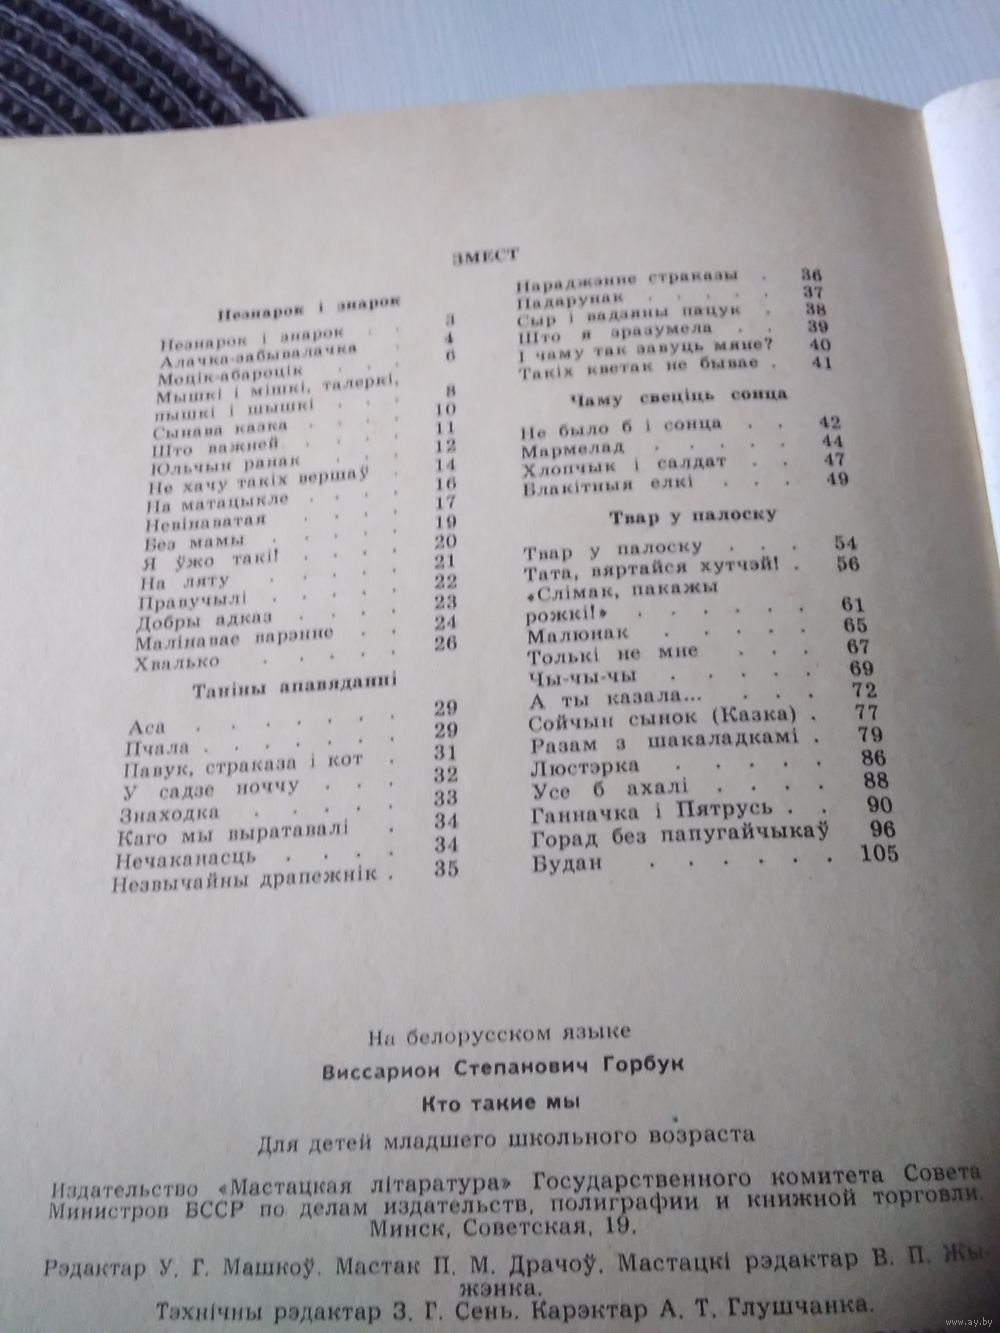 ЗМЕСТ
Незнарок і знарок
Незнарок і знарок . . 3
Алачка-забывалачка . 4
Моцік-абароцік . . 6
Мышкі і мішкі, талеркі,
пышкі і шышкі . . . 8
Сынава казка . . . . 10
Што важней . . . . 11
Юльчын ранак . . . 12
Не хачу такіх вершаў . 14
На матацыкле . . . . 16
Невінаватая . . . . 17
Без мамы . . . . . 19
Я ўжо такі! . . . . 20
На ляту . . . . . 21
Правучылі . . . . . 22
Добры адказ . . . . 23
Малінавае варэнне . . 24
Хвалько . . . . . 26
Таніны апавяданні
Аса . . . . . . . 29
Пчала . . . . . . . 29
Павук, страказа і кот . 31
У садзе ноччу . . . 32
Знаходка . . . . 33
Каго мы выратавалі . 34
Нечаканасць . . . . 34
Незвычайны драпежнік . 35
Нараджэнне страказы . 36
Падарунак . . . . . 37
Сыр і вадзяны пацук . 38
Што я зразумела . . 39
І чаму так завуць мяне? 40
Такіх кветак не бывае . 41
Чаму свеціць сонца
Не было б і сонца . . 42
Мармелад . . . . . 44
Хлопчык і салдат . . 47
Блакітныя елкі . . . 49
Твар у палоску
Твар у палоску . . . 54
Тата, вяртайся хутчэй! . 56
«Слімак, пакажы
рожкі!» . . . . . . 61
Малюнак . . . . . 65
Толькі не мне . . . 67
Чы-чы-чы . . . . . 69
А ты казала... . . . 72
Сойчын сынок (Казка) . 77
Разам з шакаладкамі . 79
Люстэрка . . . . . 86
Усе б ахалі . . . . 88
Ганначка і Пятрусь . . 90
Горад без папугайчыкаў 96
Будан . . . . . . 105
На белорусском языке
Виссарион Степанович Горбук
Кто такие мы
Для детей младшего школьного возраста
Издательство «Мастацкая літаратура» Государственного комитета Совета
Министров БССР по делам издательств, полиграфии и книжной торговли.
Минск, Советская, 19.
Рэдактар У. Г. Машкоў. Мастак П. М. Драчоў. Мастацкі рэдактар В. П. Жы-
жэнка.
Тэхнічны рэдактар З. Г. Сень. Карэктар А. Т. Глушчанка.
www.ay.by